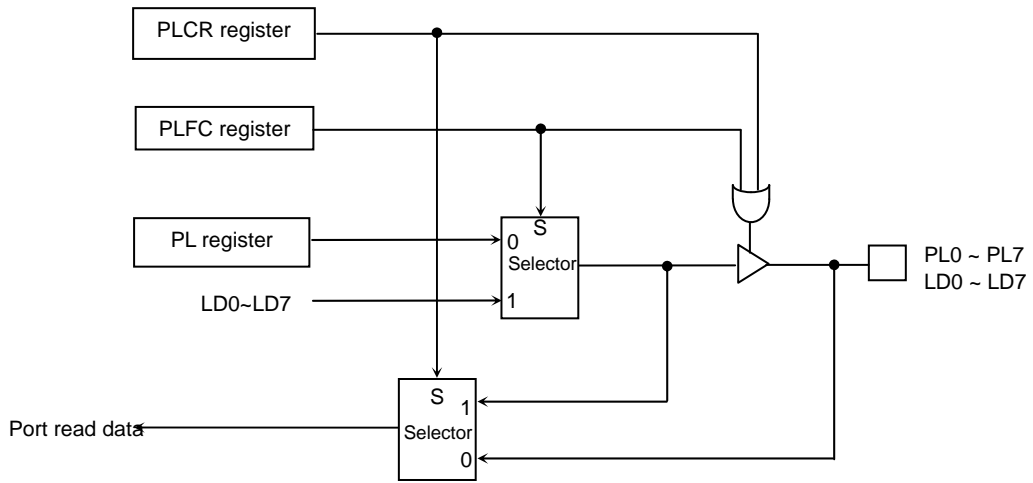 PLCR register
PLFC register
PL register
S
0
Selector
1
LD0~LD7
PL0 ~ PL7
LD0 ~ LD7
S
1
Selector
0
Port read data